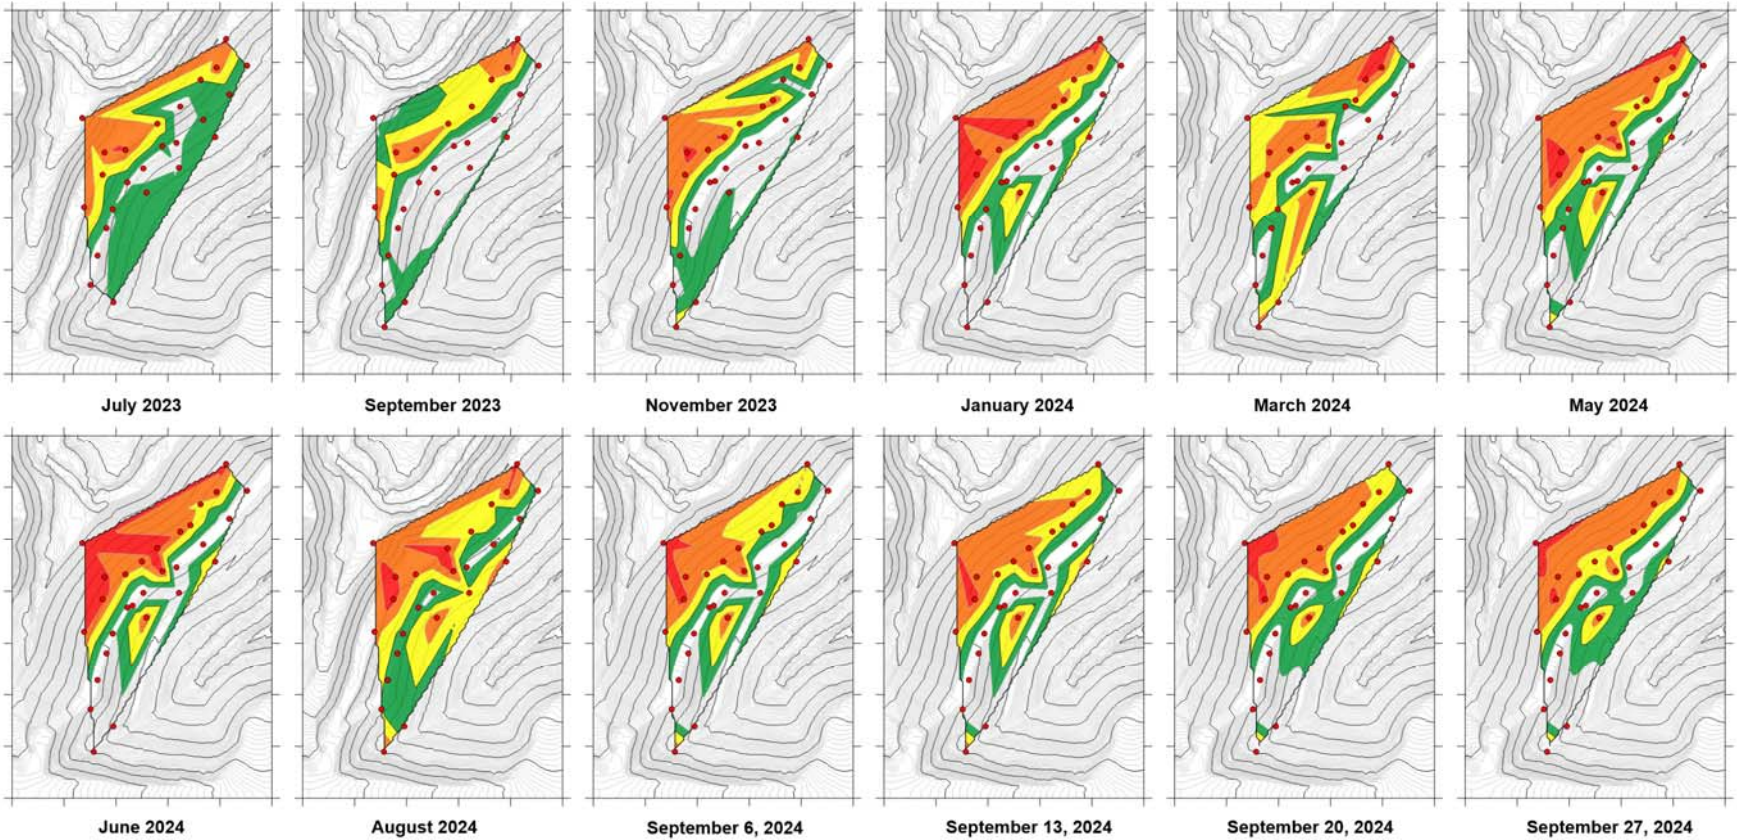 July 2023
September 2023
November 2023
January 2024
March 2024
May 2024
June 2024
August 2024
September 6, 2024
September 13, 2024
September 20, 2024
September 27, 2024